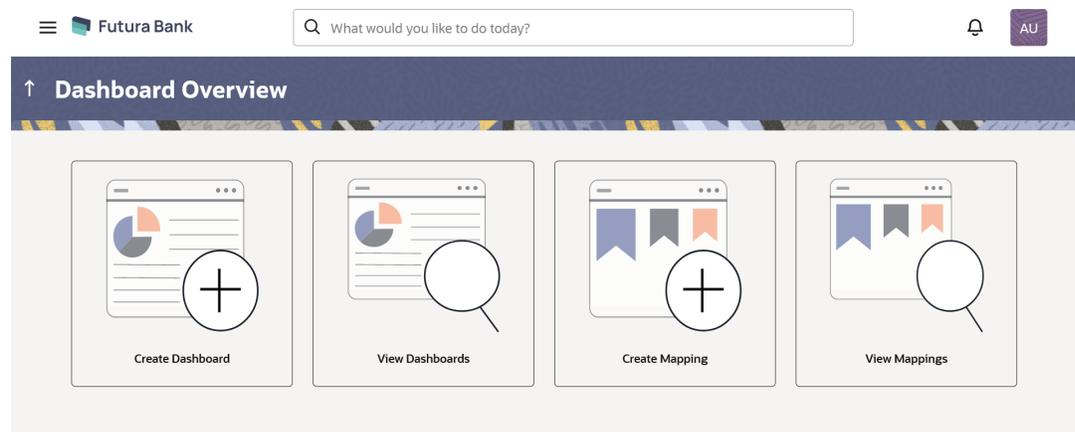 Futura Bank
What would you like to do today?
AU
Dashboard Overview
Create Dashboard
View Dashboards
Create Mapping
View Mappings